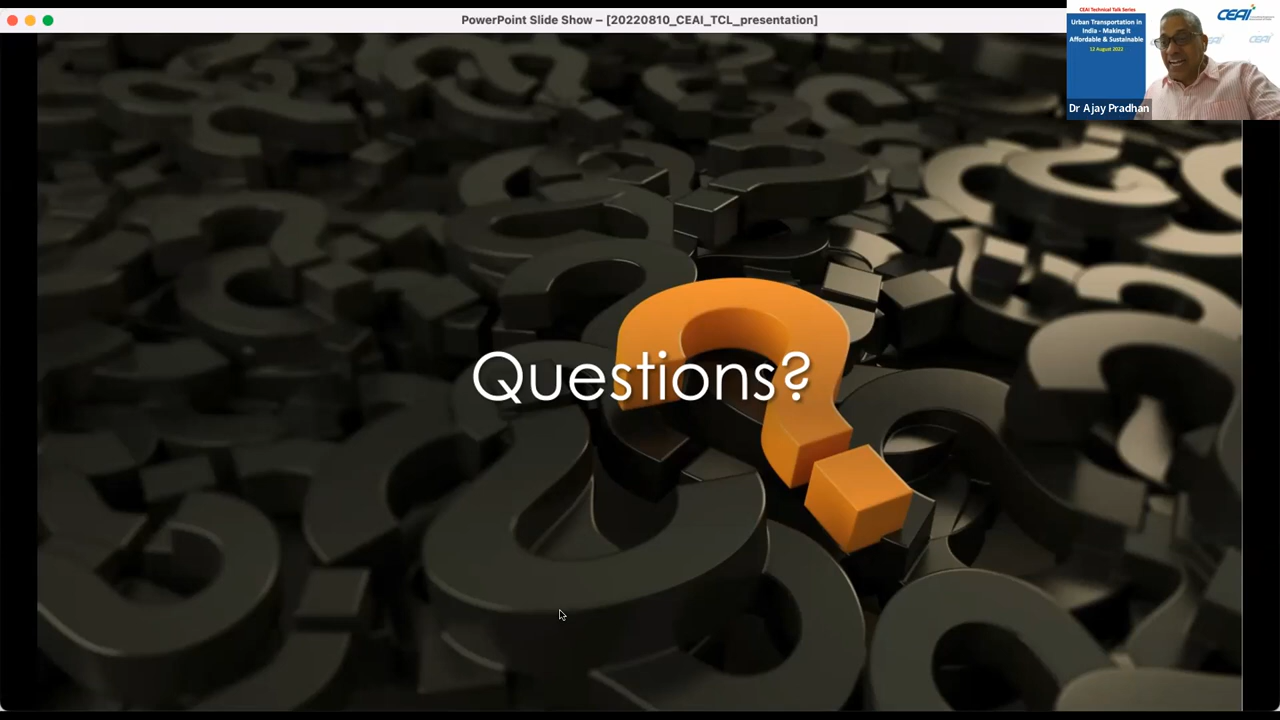 PowerPoint Slide Show – [20220810_CEAI_TCL_presentation]
CEAI Technical Talk Series
Urban Transportation in
India - Making it
Affordable & Sustainable
12 August 2022
CEAI
Dr Ajay Pradhan
Questions?